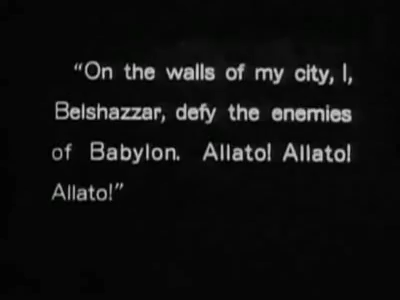 "On the walls of my city, I,
Belshazzar, defy the enemies
of Babylon. Allato! Allato!
Allato!"